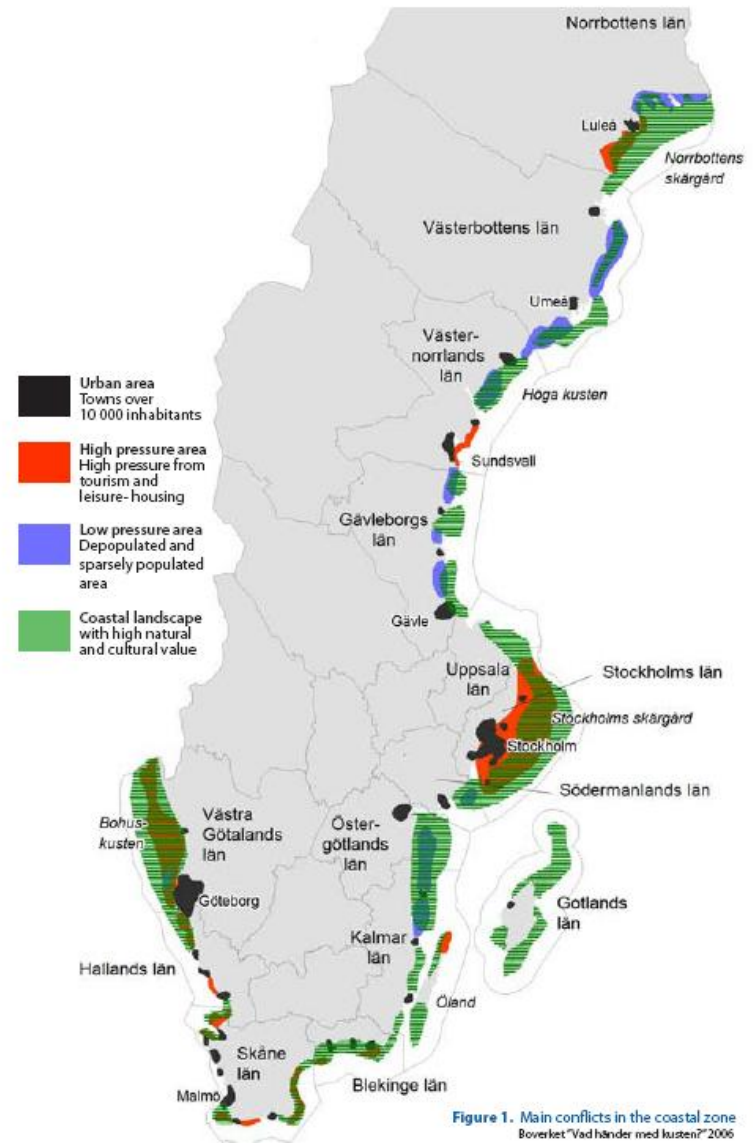 Norrbottens län
Luleå
Norrbottens
skärgård
Västerbottens län
Umeå
Väster-
norrlands
län
Höga kusten
Urban area
Towns over
10 000 inhabitants
High pressure area
High pressure from
tourism and
leisure- housing
Low pressure area
Depopulated and
sparsely populated
area
Coastal landscape
with high natural
and cultural value
Sundsvall
Gävleborgs
län
Gävle
Uppsala
län
Stockholms län
Stockholms skärgård
Stockholm
Södermanlands län
Bohus-
kusten
Västra
Götalands
län
Göteborg
Öster-
götlands
län
Gotlands
län
Kalmar
län
Öland
Hallands län
Skåne
län
Malmö
Blekinge län
Figure 1. Main conflicts in the coastal zone
Boverket "Vad händer med kusten?" 2006